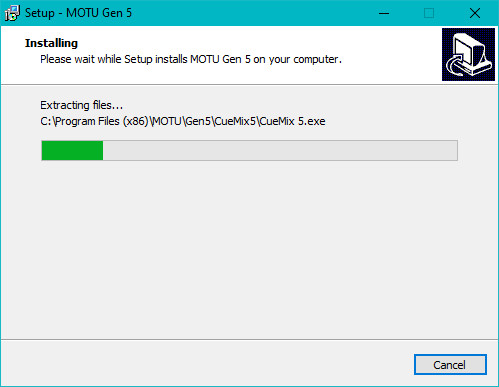 Setup - MOTU Gen 5
Installing
Please wait while Setup installs MOTU Gen 5 on your computer.
Extracting files...
C:\Program Files (x86)\MOTU\Gen5\CueMix5\CueMix 5.exe
Cancel